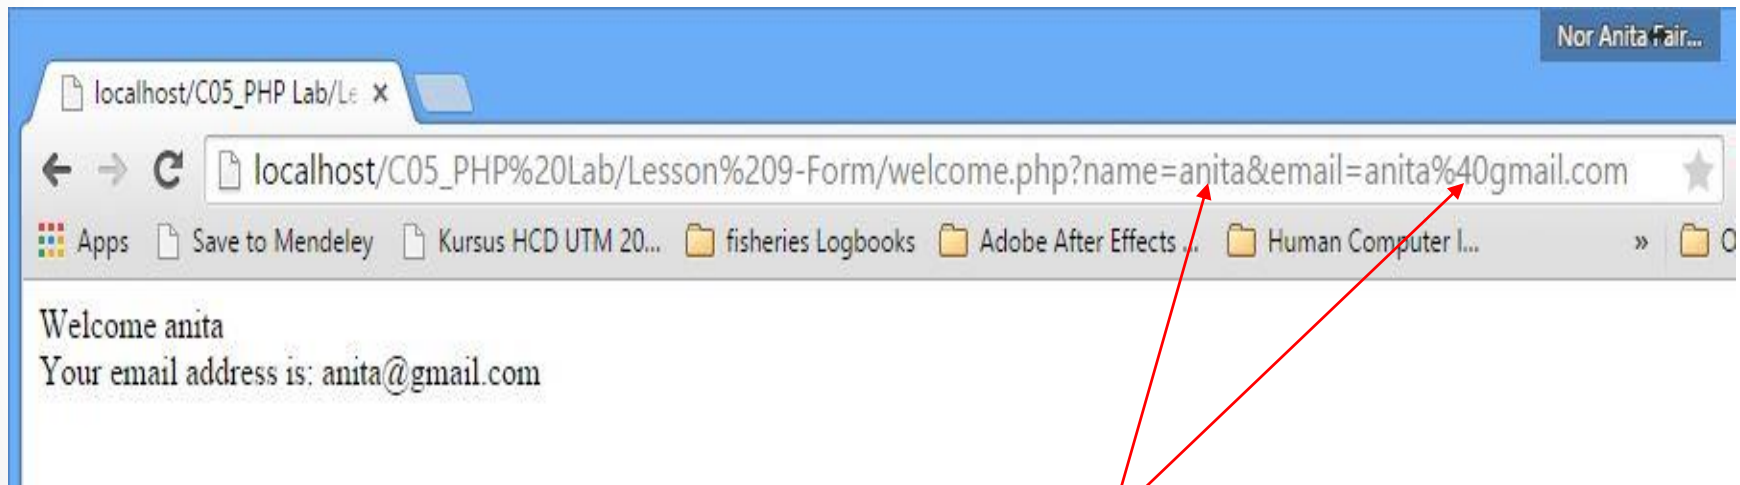 Nor Anita Fair...
localhost/C05_PHP Lab/Le
localhost/C05_PHP%20Lab/Lesson%209-Form/welcome.php?name=anita&email=anita%40gmail.com
Apps Save to Mendeley Kursus HCD UTM 20... fisheries Logbooks Adobe After Effects ... Human Computer I... » O
Welcome anita
Your email address is: anita@gmail.com